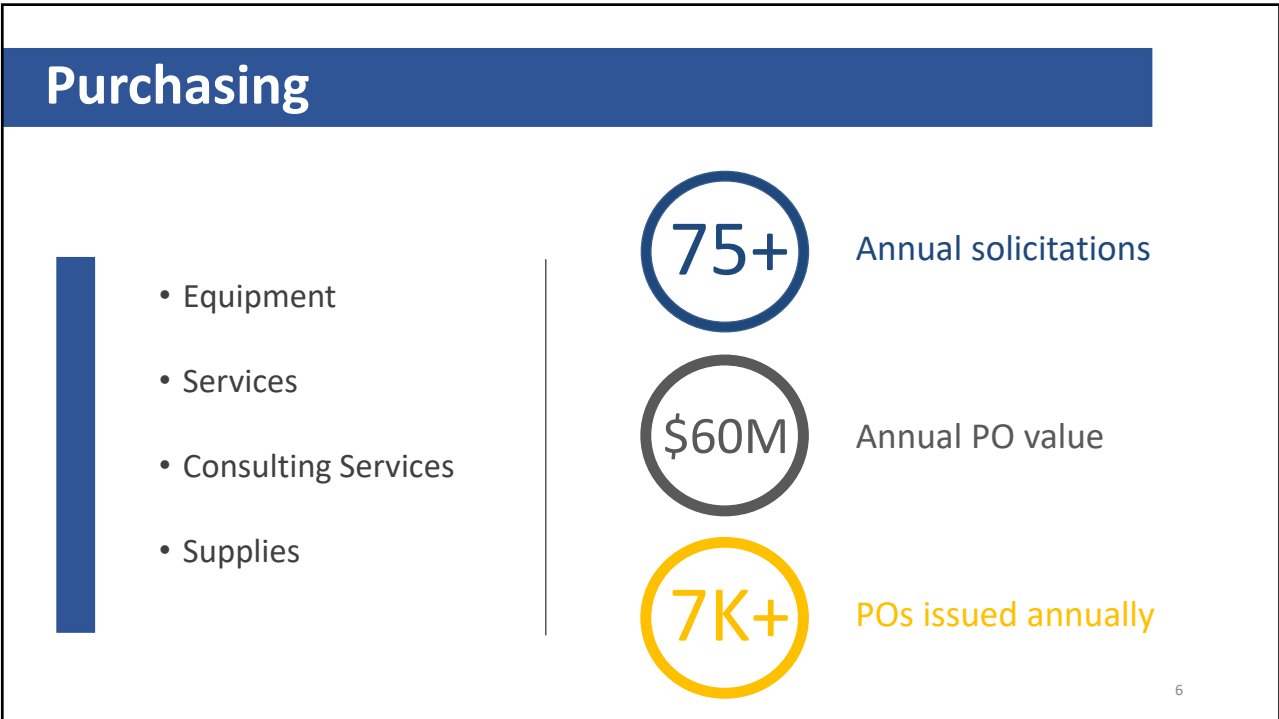 Purchasing
• Equipment
• Services
• Consulting Services
• Supplies
75+
Annual solicitations
$60M
Annual PO value
7K+
POs issued annually
6